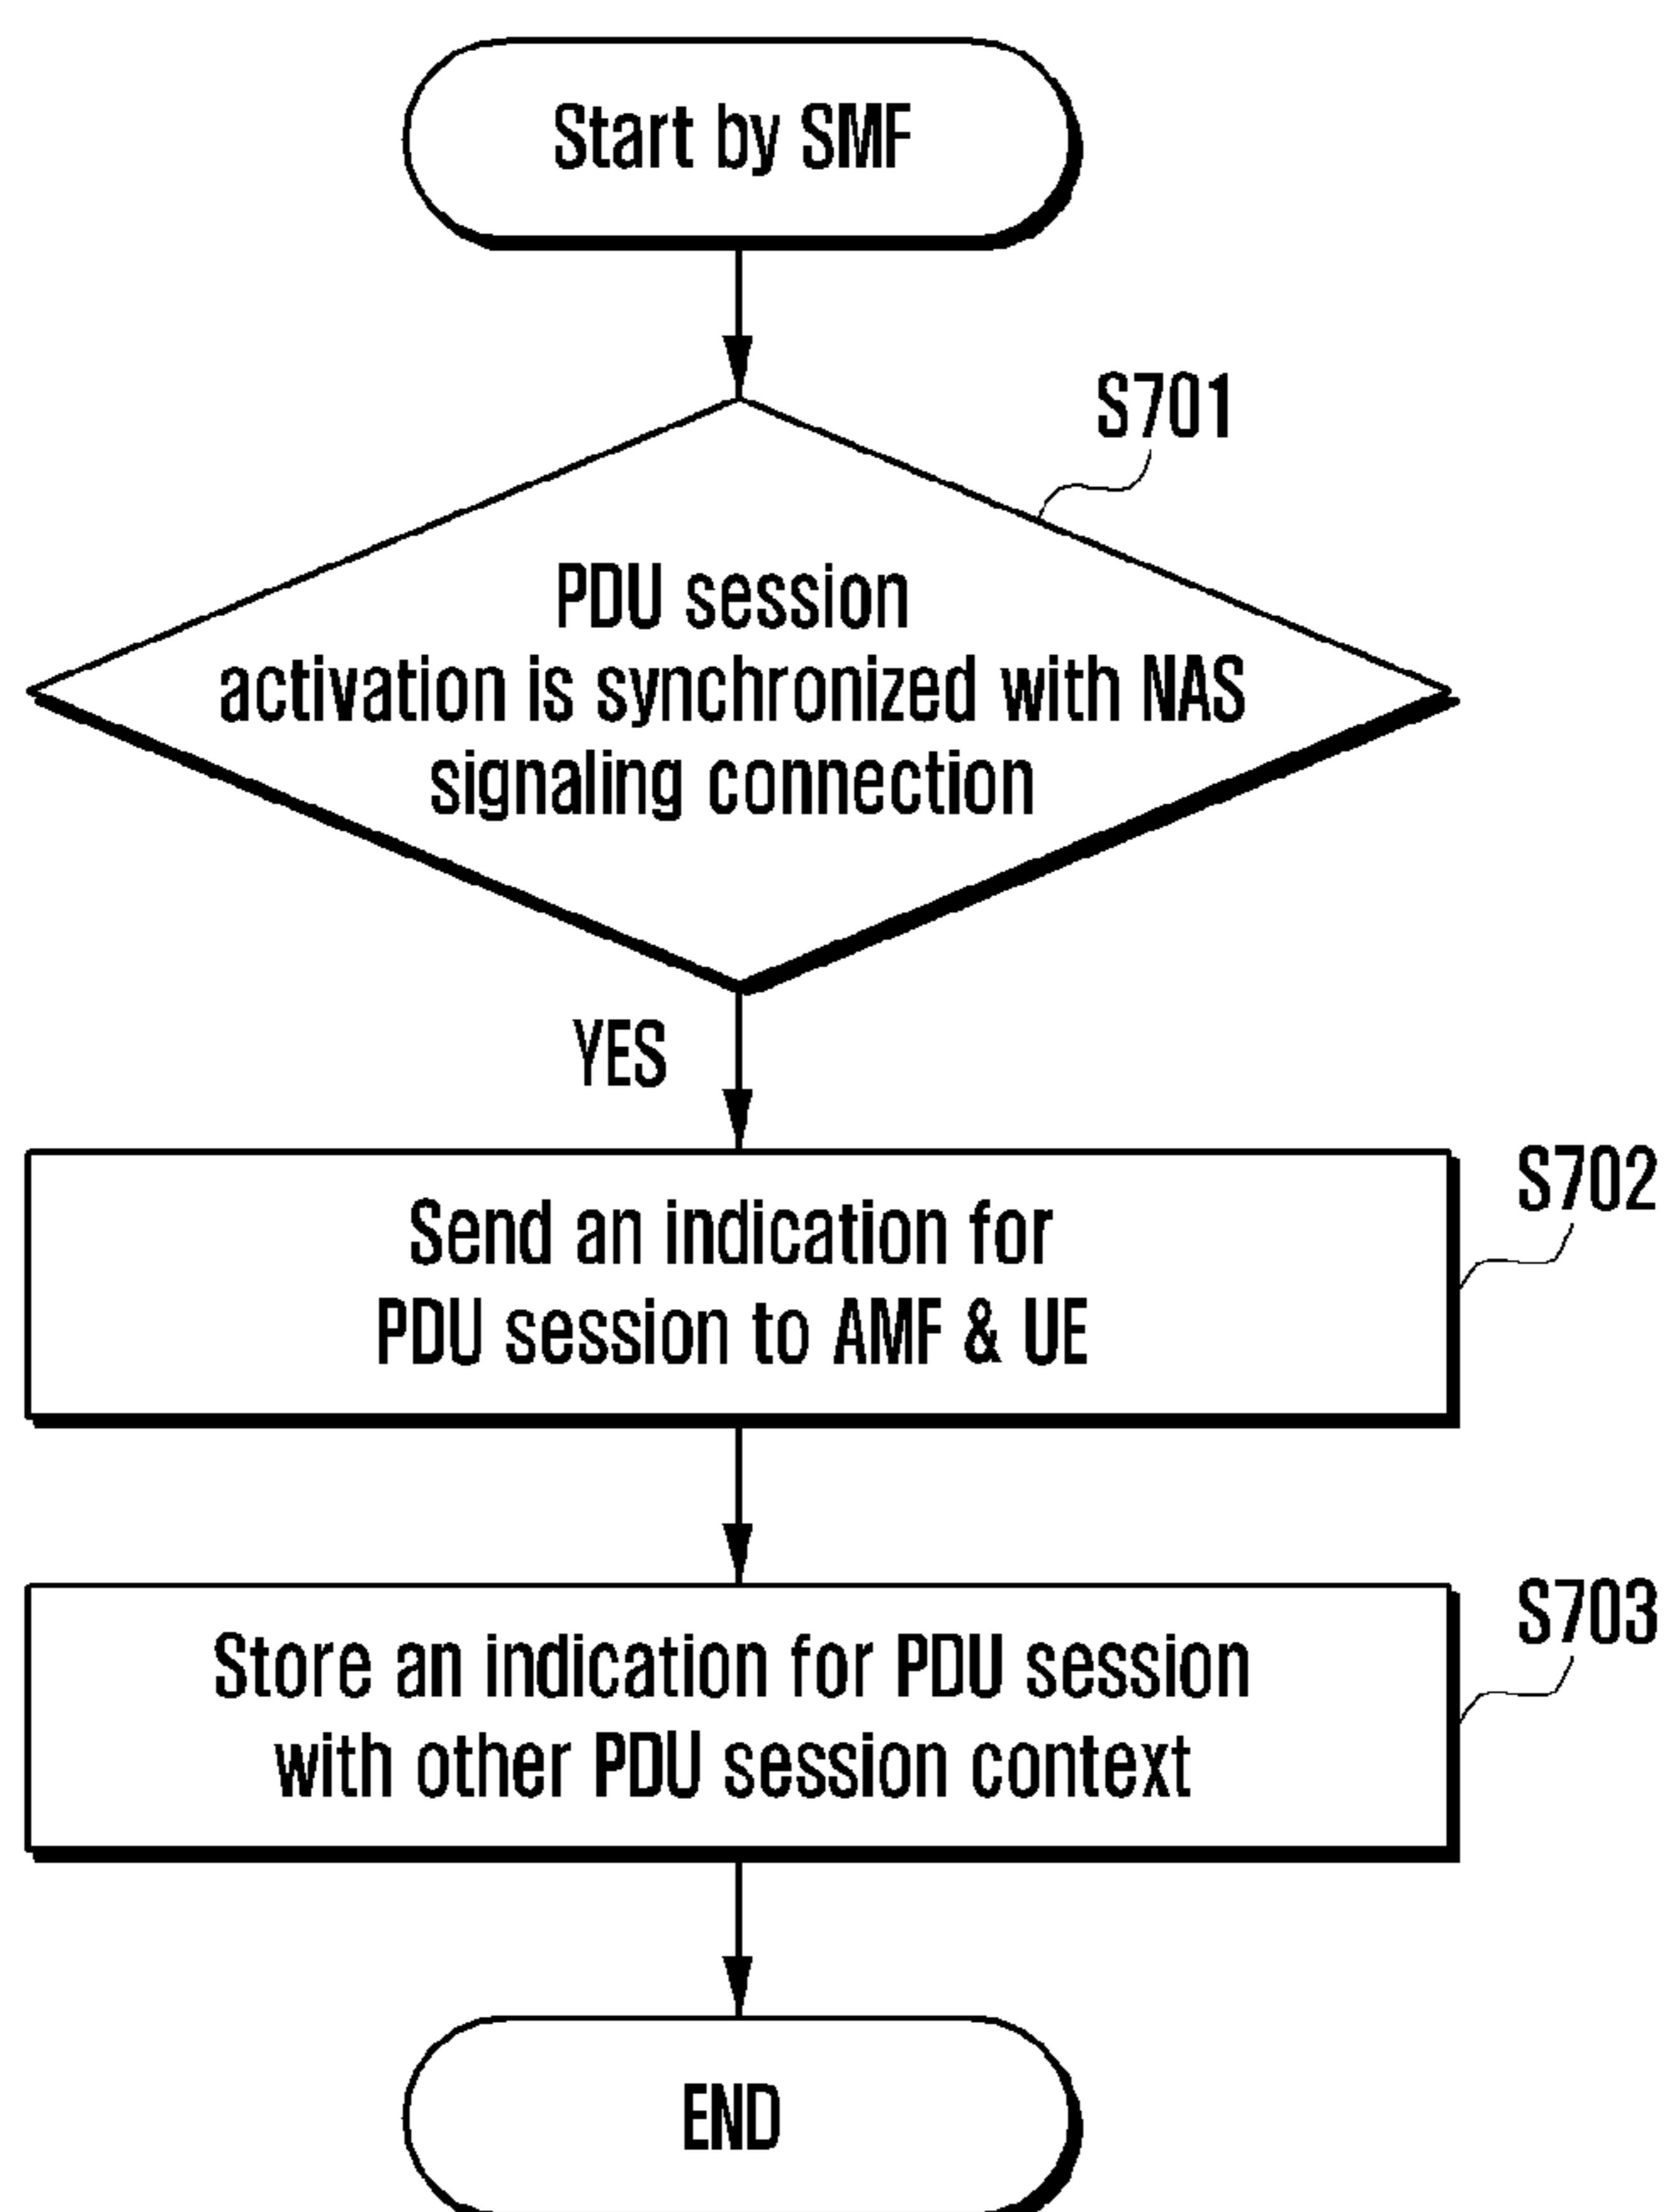 Start by SMF
S701
PDU session
activation is synchronized with NAS
signaling connection
YES
S702
Send an indication for
PDU session to AMF & UE
S703
Store an indication for PDU session
with other PDU session context
END